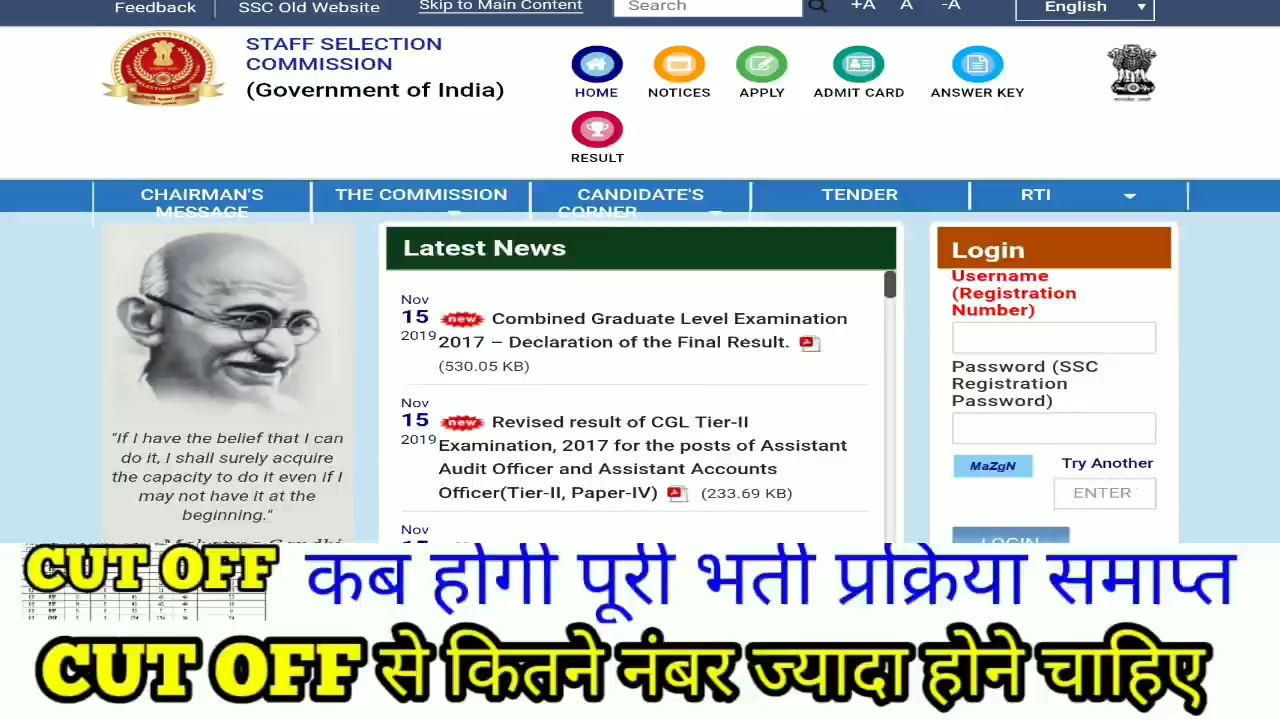 Feedback
SSC Old Website
Skip to Main Content
Search
+A
A
-A
English
STAFF SELECTION
COMMISSION
(Government of India)
HOME
NOTICES
APPLY
ADMIT CARD
ANSWER KEY
RESULT
CHAIRMAN'S
MESSAGE
THE COMMISSION
CANDIDATE'S
CORNER
TENDER
RTI
"If I have the belief that I can
do it, I shall surely acquire
the capacity to do it even if I
may not have it at the
beginning."
Latest News
Nov
15
2019
new Combined Graduate Level Examination
2017 – Declaration of the Final Result.
(530.05 KB)
Nov
15
2019
new Revised result of CGL Tier-II
Examination, 2017 for the posts of Assistant
Audit Officer and Assistant Accounts
Officer(Tier-II, Paper-IV) (233.69 KB)
Nov
Login
Username
(Registration
Number)
Password (SSC
Registration
Password)
MaZgN
Try Another
ENTER
LOGIN
CUT OFF कब होगी पूरी भर्ती प्रक्रिया समाप्त
CUT OFF से कितने नंबर ज्यादा होने चाहिए